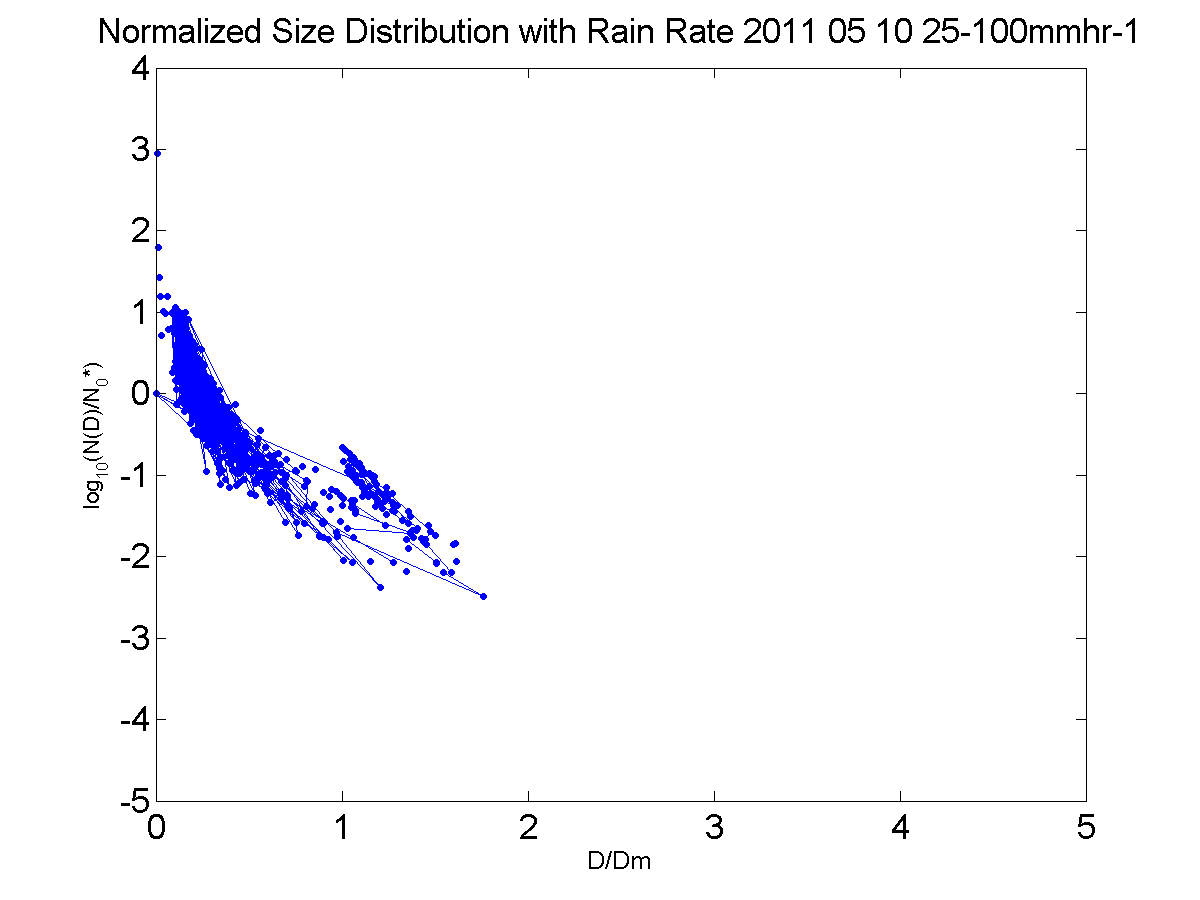 Normalized Size Distribution with Rain Rate 2011 05 10 25-100mmhr-1
4
3
2
1
0
-1
-2
-3
-4
-5
log10(N(D)/N0*)
0 1 2 3 4 5
D/Dm